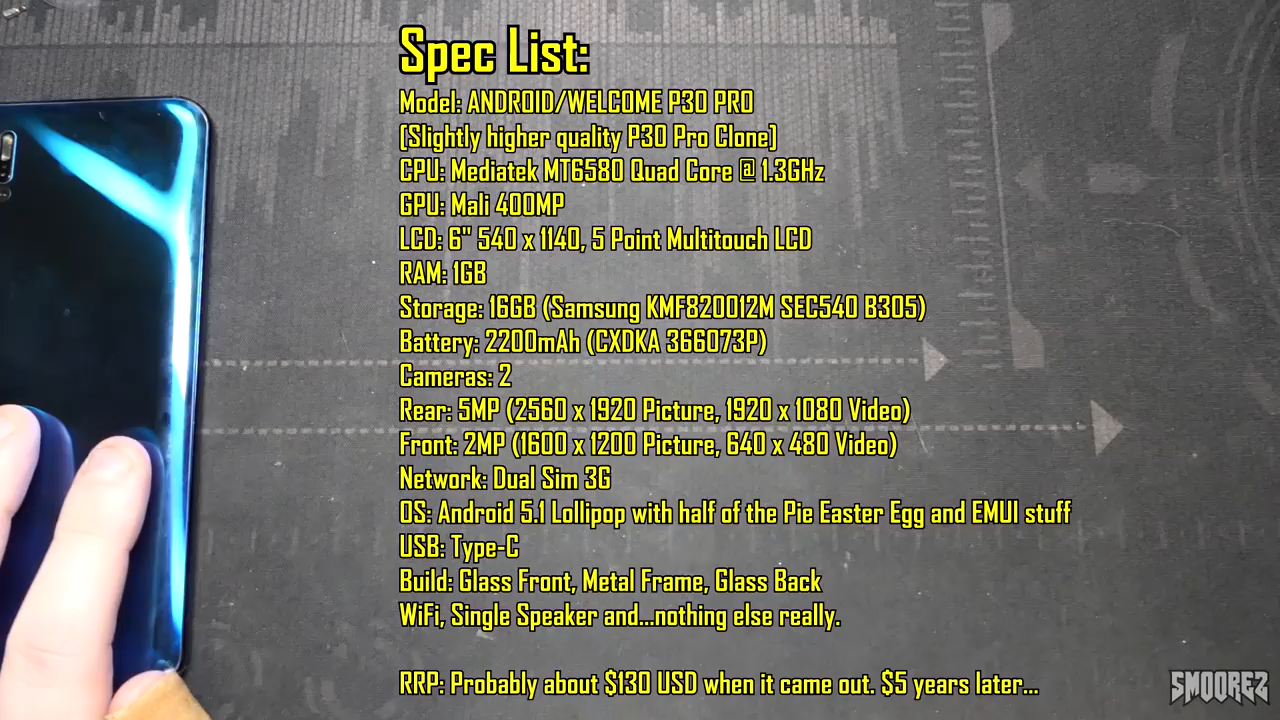 Spec List:
Model: ANDROID/WELCOME P30 PRO
[Slightly higher quality P30 Pro Clone]
CPU: Mediatek MT6580 Quad Core @ 1.3GHz
GPU: Mali 400MP
LCD: 6" 540 x 1140, 5 Point Multitouch LCD
RAM: 1GB
Storage: 16GB (Samsung KMF820012M SEC540 B305)
Battery: 2200mAh (CXDKA 366073P)
Cameras: 2
Rear: 5MP (2560 x 1920 Picture, 1920 x 1080 Video)
Front: 2MP (1600 x 1200 Picture, 640 x 480 Video)
Network: Dual Sim 3G
OS: Android 5.1 Lollipop with half of the Pie Easter Egg and EMUI stuff
USB: Type-C
Build: Glass Front, Metal Frame, Glass Back
WiFi, Single Speaker and...nothing else really.
RRP: Probably about $130 USD when it came out. $5 years later...
SMOOREZ